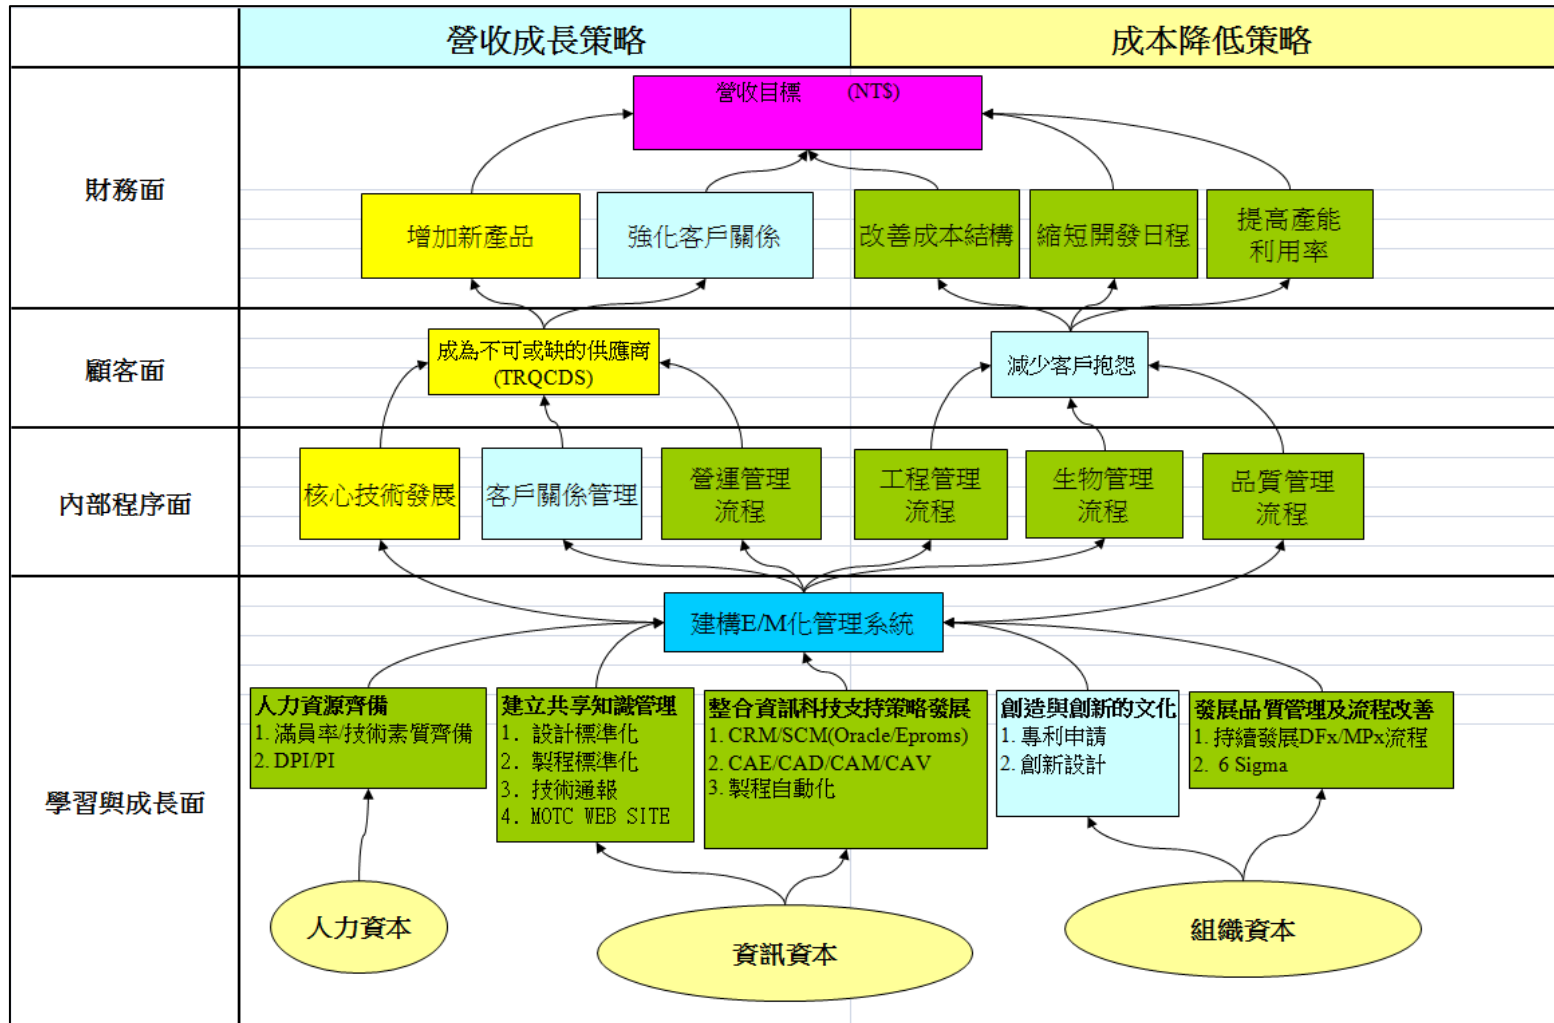 營收成長策略
成本降低策略
財務面
營收目標 (NT$)
增加新產品
強化客戶關係
改善成本結構
縮短開發日程
提高產能
利用率
顧客面
成為不可或缺的供應商
(TRQCDS)
減少客戶抱怨
內部程序面
核心技術發展
客戶關係管理
營運管理
流程
工程管理
流程
生物管理
流程
品質管理
流程
學習與成長面
建構E/M化管理系統
人力資源齊備
1. 滿員率/技術素質齊備
2. DPI/PI
建立共享知識管理
1. 設計標準化
2. 製程標準化
3. 技術通報
4. MOTC WEB SITE
整合資訊科技支持策略發展
1. CRM/SCM(Oracle/Eproms)
2. CAE/CAD/CAM/CAV
3. 製程自動化
創造與創新的文化
1. 專利申請
2. 創新設計
發展品質管理及流程改善
1. 持續發展DFx/MPx流程
2. 6 Sigma
人力資本
資訊資本
組織資本